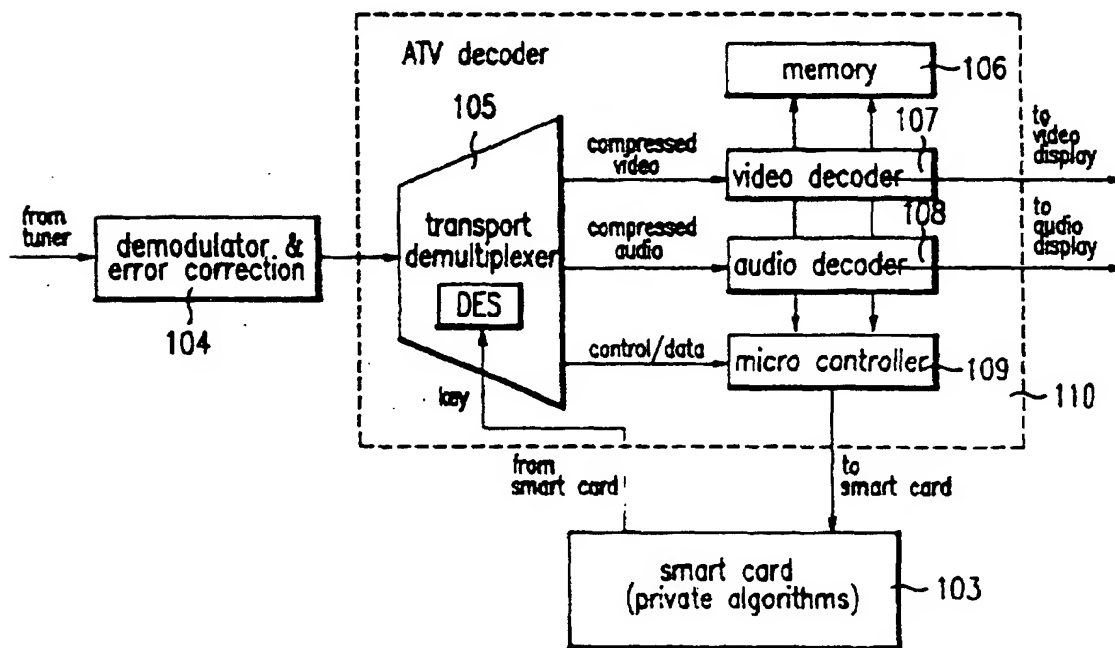 ATV decoder
memory
106
105
107
to
video
display
compressed
video
video decoder
from
tuner
demodulator &
error correction
104
transport
demultiplexer
DES
compressed
audio
108
to
audio
display
audio decoder
control/data
micro controller
109
key
110
from
smart card
to
smart card
smart card
(private algorithms)
103